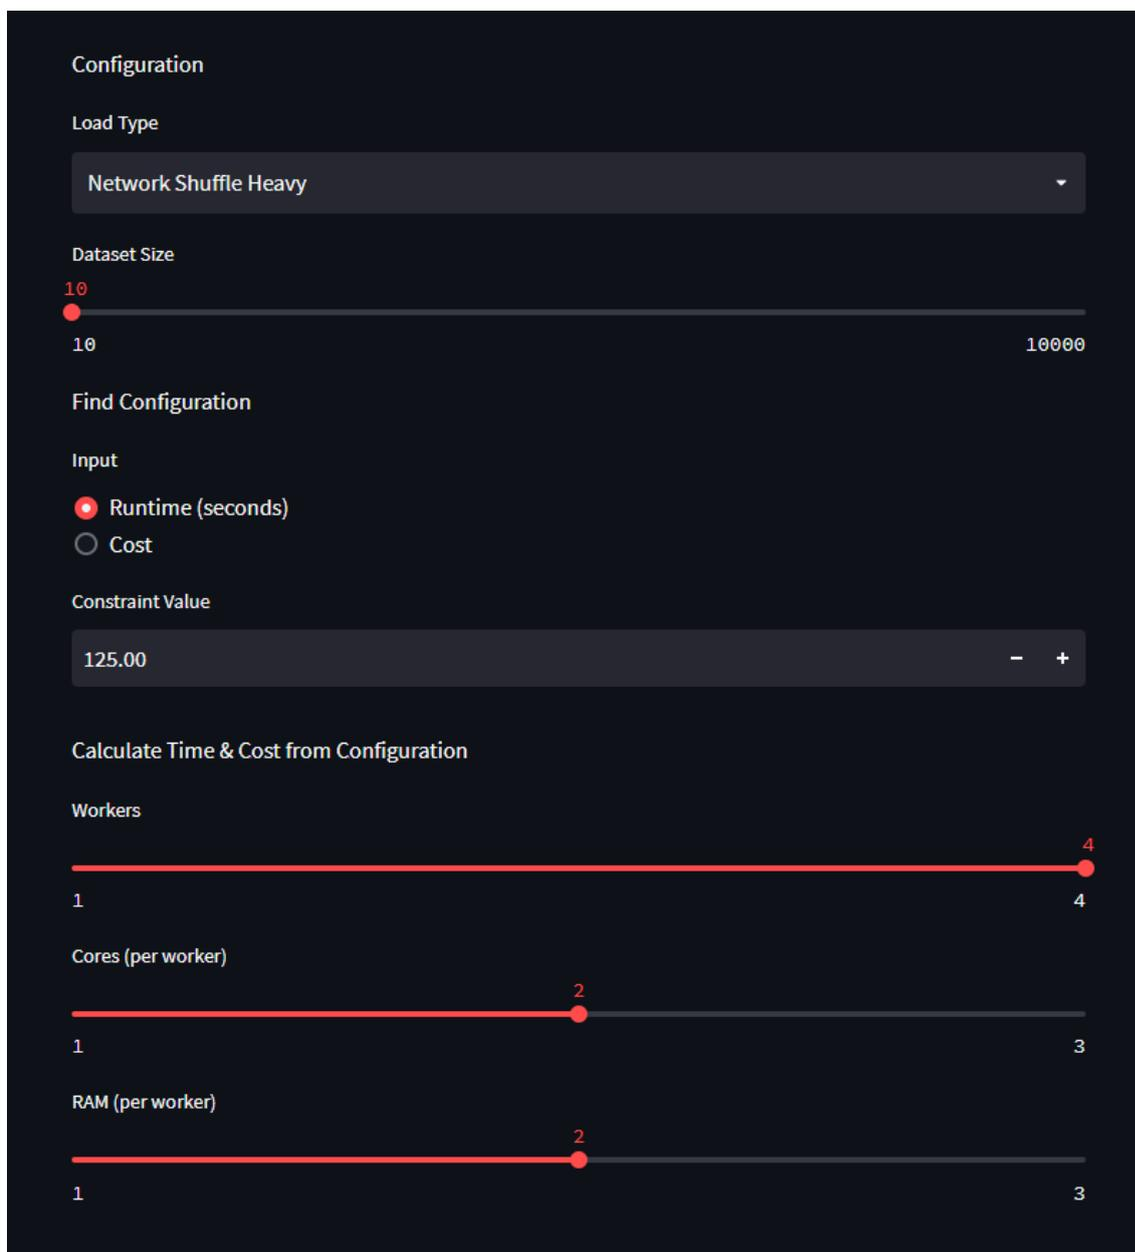 Configuration
Load Type
Network Shuffle Heavy
Dataset Size
10
10 10000
Find Configuration
Input
Runtime (seconds)
Cost
Constraint Value
125.00 − +
Calculate Time & Cost from Configuration
Workers
4
1 4
Cores (per worker)
2
1 3
RAM (per worker)
2
1 3